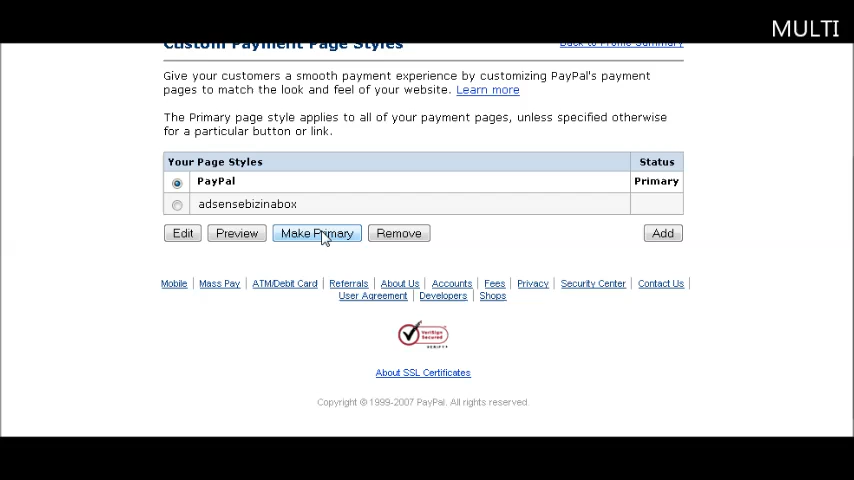 MULTI
Custom Payment Page Styles
Back to Profile Summary
Give your customers a smooth payment experience by customizing PayPal's payment
pages to match the look and feel of your website. Learn more
The Primary page style applies to all of your payment pages, unless specified otherwise
for a particular button or link.
Your Page Styles Status
PayPal Primary
adsensebizinabox
Edit Preview Make Primary Remove Add
Mobile | Mass Pay | ATM/Debit Card | Referrals | About Us | Accounts | Fees | Privacy | Security Center | Contact Us |
User Agreement | Developers | Shops
VeriSign
Secured
About SSL Certificates
Copyright © 1999-2007 PayPal. All rights reserved.